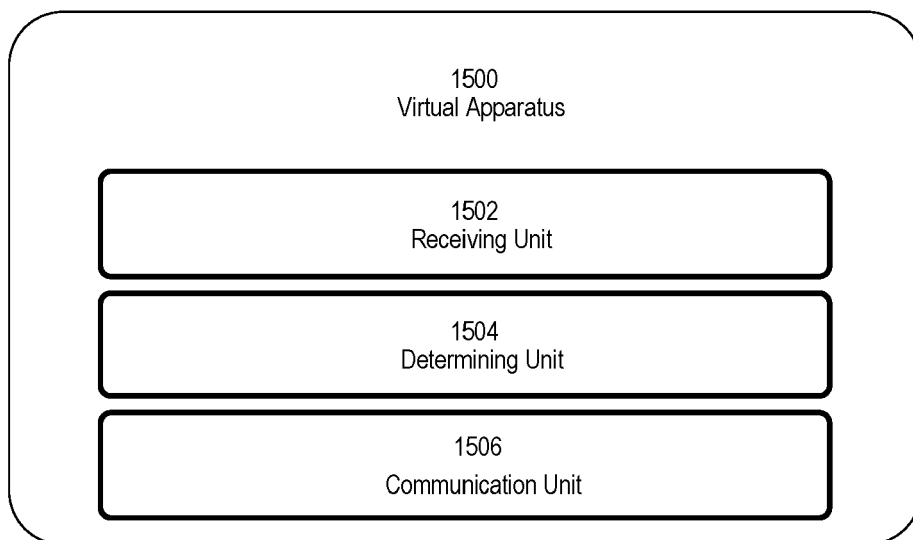 1500
Virtual Apparatus
1502
Receiving Unit
1504
Determining Unit
1506
Communication Unit